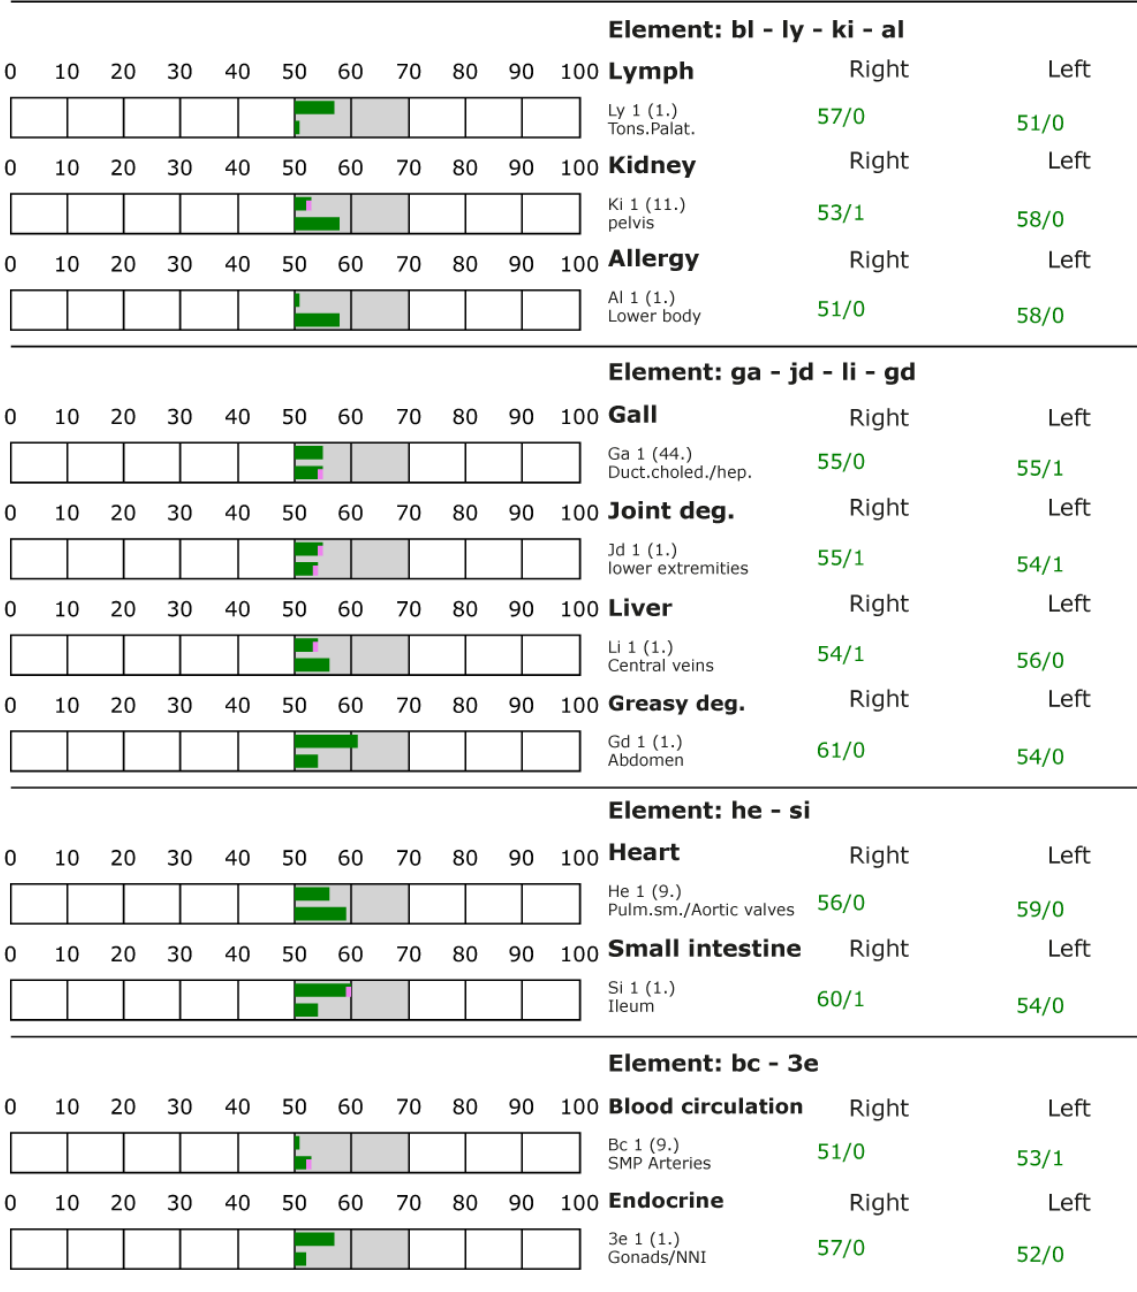 Element: bl - ly - ki - al
0 10 20 30 40 50 60 70 80 90 100 Lymph Right Left
Ly 1 (1.) 57/0 51/0
Tons.Palat.
0 10 20 30 40 50 60 70 80 90 100 Kidney Right Left
Ki 1 (11.) 53/1 58/0
pelvis
0 10 20 30 40 50 60 70 80 90 100 Allergy Right Left
Al 1 (1.) 51/0 58/0
Lower body
Element: ga - jd - li - gd
0 10 20 30 40 50 60 70 80 90 100 Gall Right Left
Ga 1 (44.) 55/0 55/1
Duct.choled./hep.
0 10 20 30 40 50 60 70 80 90 100 Joint deg. Right Left
Jd 1 (1.) 55/1 54/1
lower extremities
0 10 20 30 40 50 60 70 80 90 100 Liver Right Left
Li 1 (1.) 54/1 56/0
Central veins
0 10 20 30 40 50 60 70 80 90 100 Greasy deg. Right Left
Gd 1 (1.) 61/0 54/0
Abdomen
Element: he - si
0 10 20 30 40 50 60 70 80 90 100 Heart Right Left
He 1 (9.) 56/0 59/0
Pulm.sm./Aortic valves
0 10 20 30 40 50 60 70 80 90 100 Small intestine Right Left
Si 1 (1.) 60/1 54/0
Ileum
Element: bc - 3e
0 10 20 30 40 50 60 70 80 90 100 Blood circulation Right Left
Bc 1 (9.) 51/0 53/1
SMP Arteries
0 10 20 30 40 50 60 70 80 90 100 Endocrine Right Left
3e 1 (1.) 57/0 52/0
Gonads/NNI